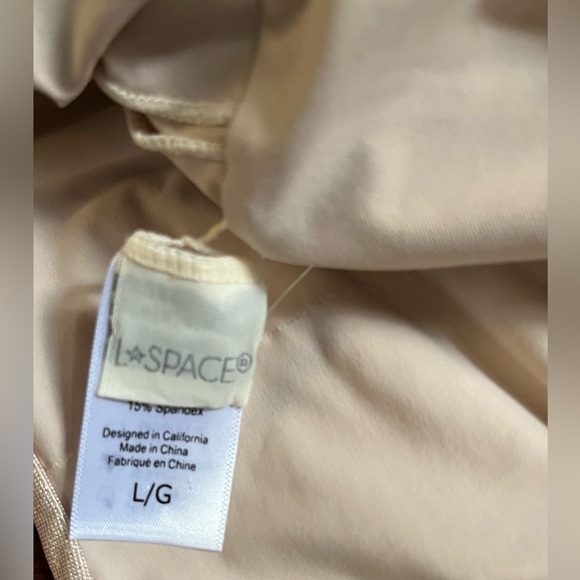 L☆SPACE®
15% Spandex
Designed in California
Made in China
Fabriqué en Chine
L/G